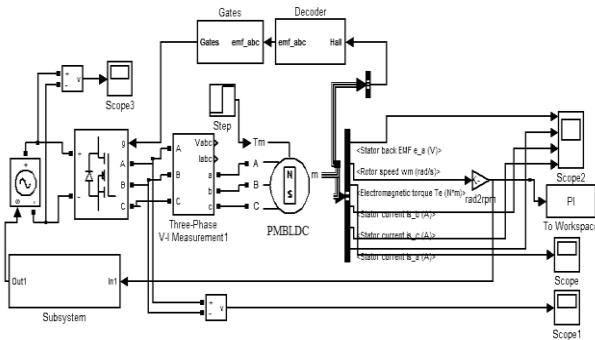 Gates
Decoder
Gates emf_abc
emf_abc Hall
+
-
v
Scope3
Step
g
A
B
C
+
-
A
B
C
Vabc
Iabc
a
b
c
Three-Phase
V-I Measurement1
Tm
A
B
C
m
N
S
PMBLDC
<Stator back EMF e_a (V)>
<Rotor speed wm (rad/s)>
<Electromagnetic torque Te (N*m)>
<Stator current is_b (A)>
<Stator current is_c (A)>
<Stator current is_a (A)>
rad2rpm
Scope2
PI
To Workspace
Scope
Out1 In1
Subsystem
+
-
v
Scope1